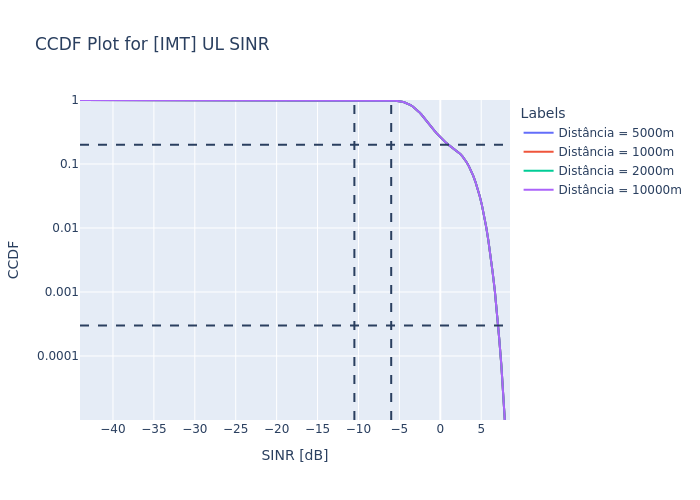 CCDF Plot for [IMT] UL SINR
Labels
Distância = 5000m
Distância = 1000m
Distância = 2000m
Distância = 10000m
CCDF
1
0.1
0.01
0.001
0.0001
−40
−35
−30
−25
−20
−15
−10
−5
0
5
SINR [dB]